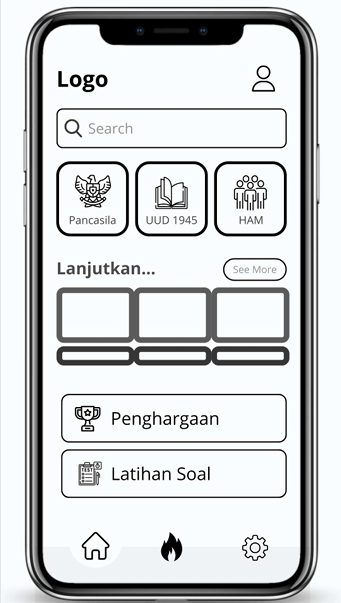 Logo
Search
Pancasila
UUD 1945
HAM
Lanjutkan...
See More
Penghargaan
Latihan Soal